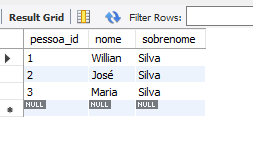 Result Grid Filter Rows:
pessoa_id nome sobrenome
1 Willian Silva
2 José Silva
3 Maria Silva
NULL NULL NULL